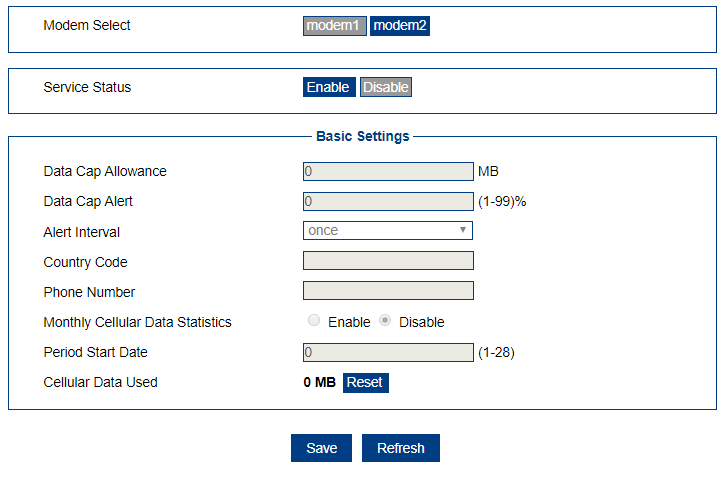 Modem Select modem1 modem2
Service Status Enable Disable
Basic Settings
Data Cap Allowance 0 MB
Data Cap Alert 0 (1-99)%
Alert Interval once
Country Code
Phone Number
Monthly Cellular Data Statistics Enable Disable
Period Start Date 0 (1-28)
Cellular Data Used 0 MB Reset
Save Refresh